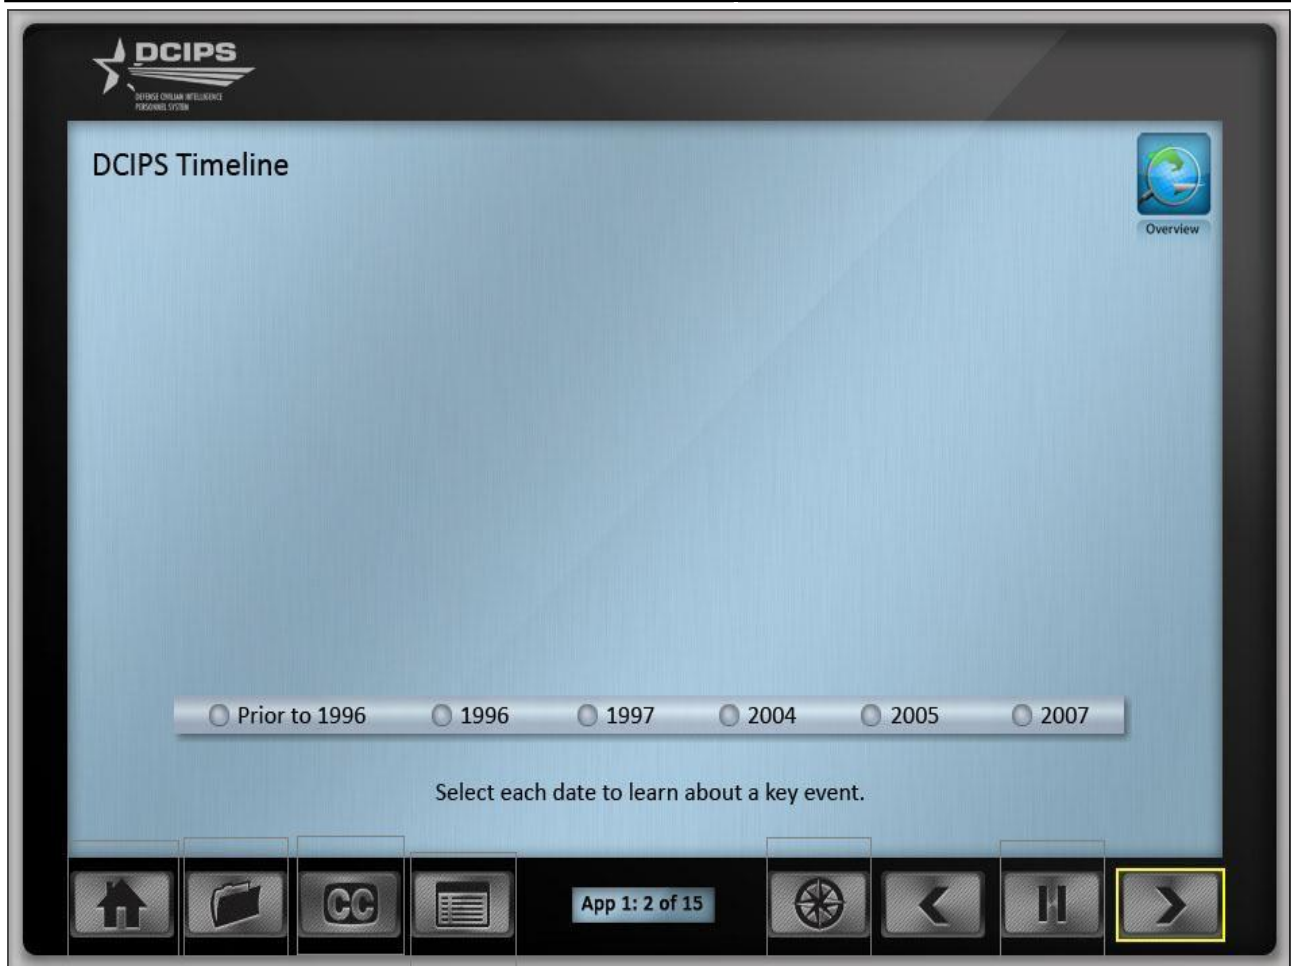 DCIPS
DEFENSE CIVILIAN INTELLIGENCE
PERSONNEL SYSTEM
DCIPS Timeline
Overview
Prior to 1996 1996 1997 2004 2005 2007
Select each date to learn about a key event.
CC
App 1: 2 of 15